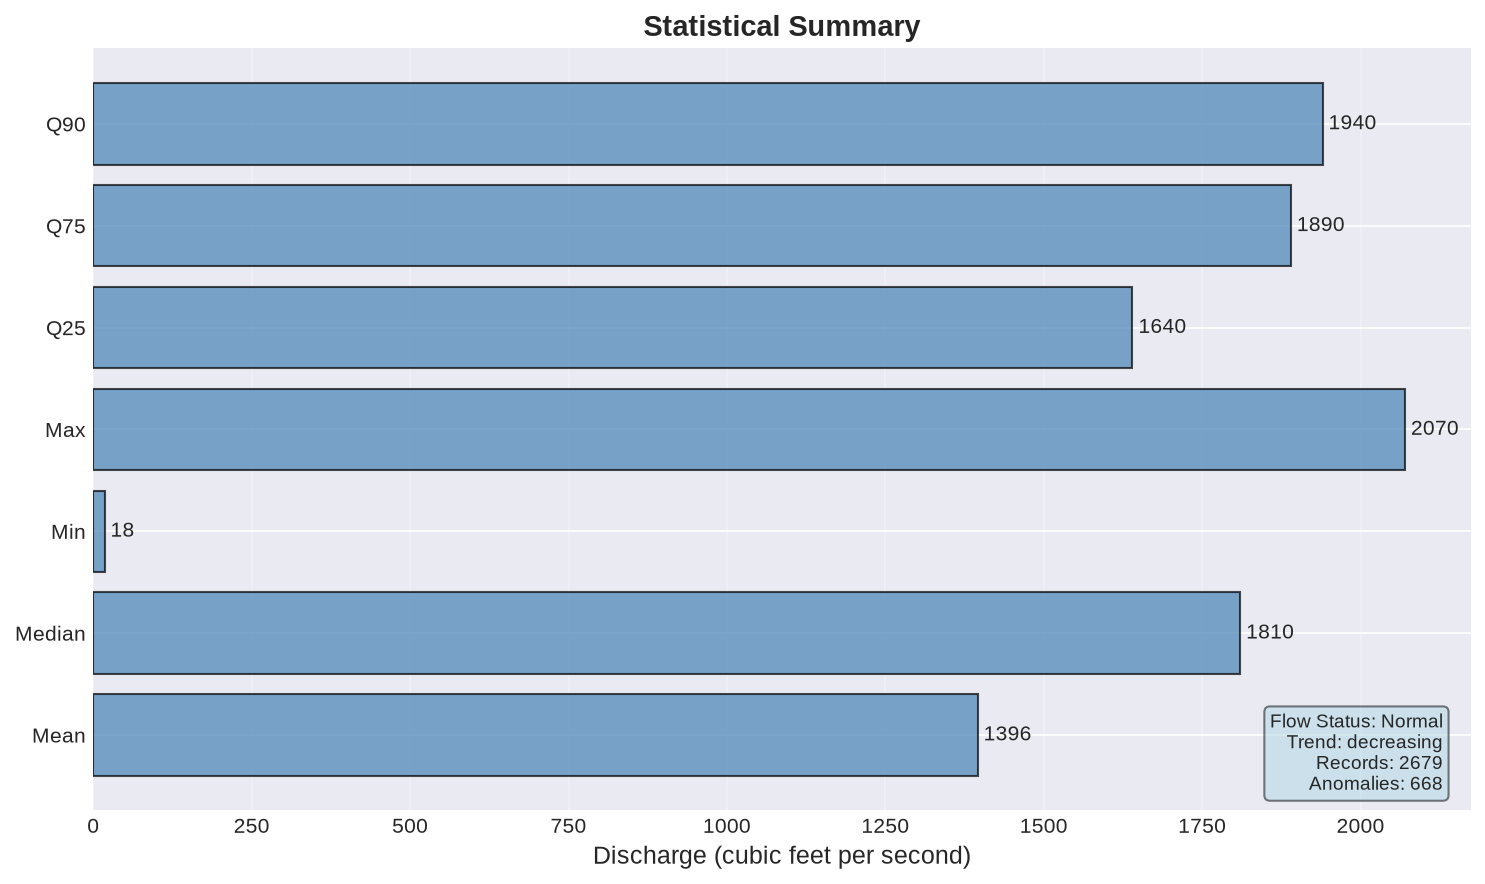 Statistical Summary
Q90
1940
Q75
1890
Q25
1640
Max
2070
Min
18
Median
1810
Mean
1396
Flow Status: Normal
Trend: decreasing
Records: 2679
Anomalies: 668
0 250 500 750 1000 1250 1500 1750 2000
Discharge (cubic feet per second)